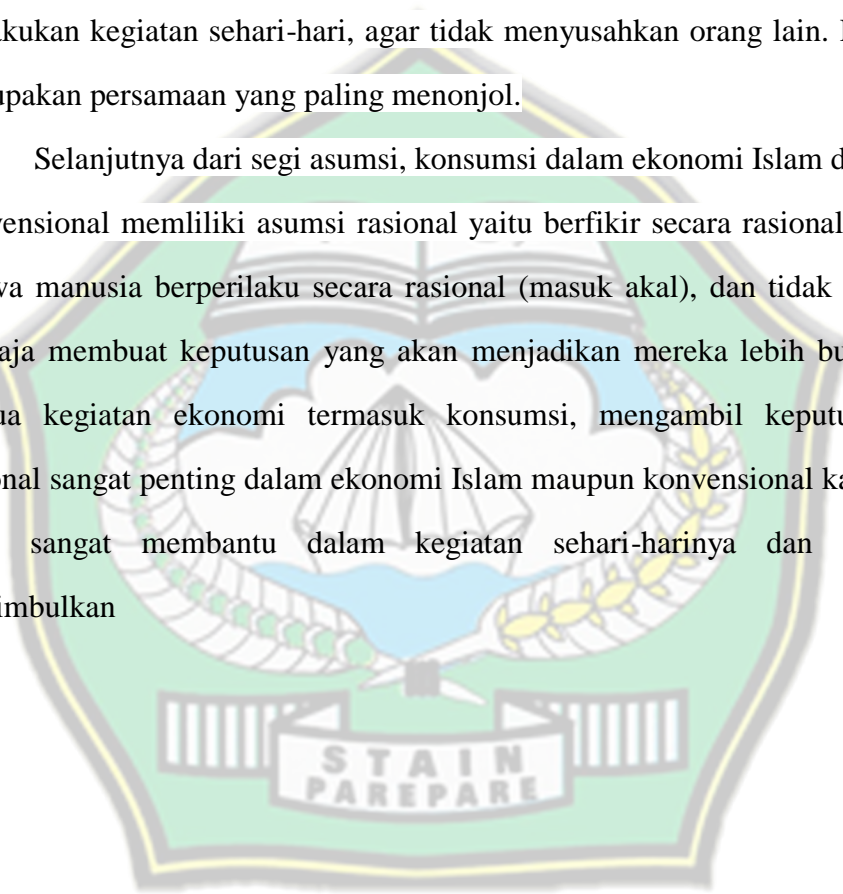 akukan kegiatan sehari-hari, agar tidak menyusahkan orang lain.
upakan persamaan yang paling menonjol.
Selanjutnya dari segi asumsi, konsumsi dalam ekonomi Islam d
vensional memliliki asumsi rasional yaitu berfikir secara rasional
wa manusia berperilaku secara rasional (masuk akal), dan tidak
aja membuat keputusan yang akan menjadikan mereka lebih bu
ua kegiatan ekonomi termasuk konsumsi, mengambil keputu
onal sangat penting dalam ekonomi Islam maupun konvensional ka
sangat membantu dalam kegiatan sehari-harinya dan
imbulkan
STAIN
PAREPARE